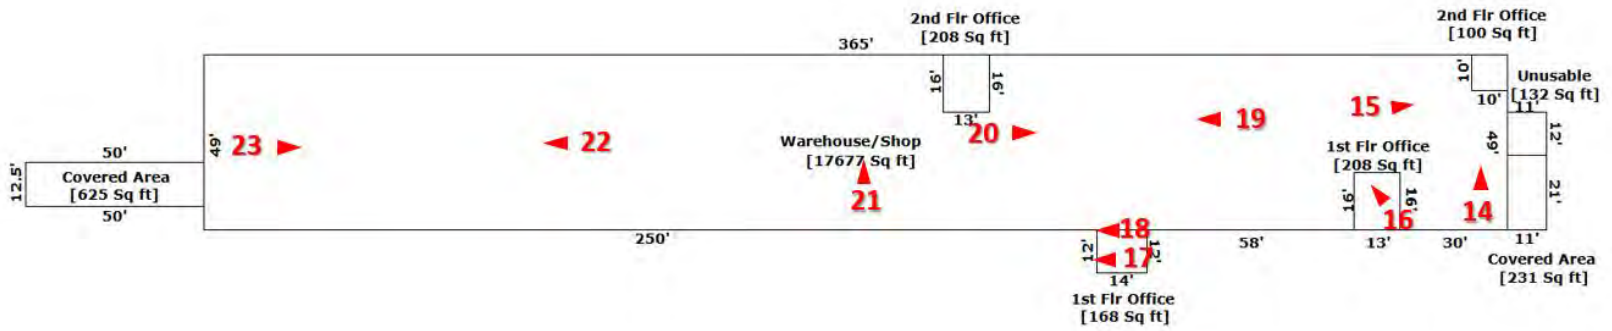 2nd Flr Office
[208 Sq ft]
2nd Flr Office
[100 Sq ft]
365'
16'
16'
13'
10'
10'
Unusable
[132 Sq ft]
11'
12'
15
19
20
22
23
49'
Warehouse/Shop
[17677 Sq ft]
21
1st Flr Office
[208 Sq ft]
49'
16'
16'
16
14
21'
50'
12.5'
Covered Area
[625 Sq ft]
50'
250'
18
12'
12'
17
14'
1st Flr Office
[168 Sq ft]
58'
13'
30'
11'
Covered Area
[231 Sq ft]